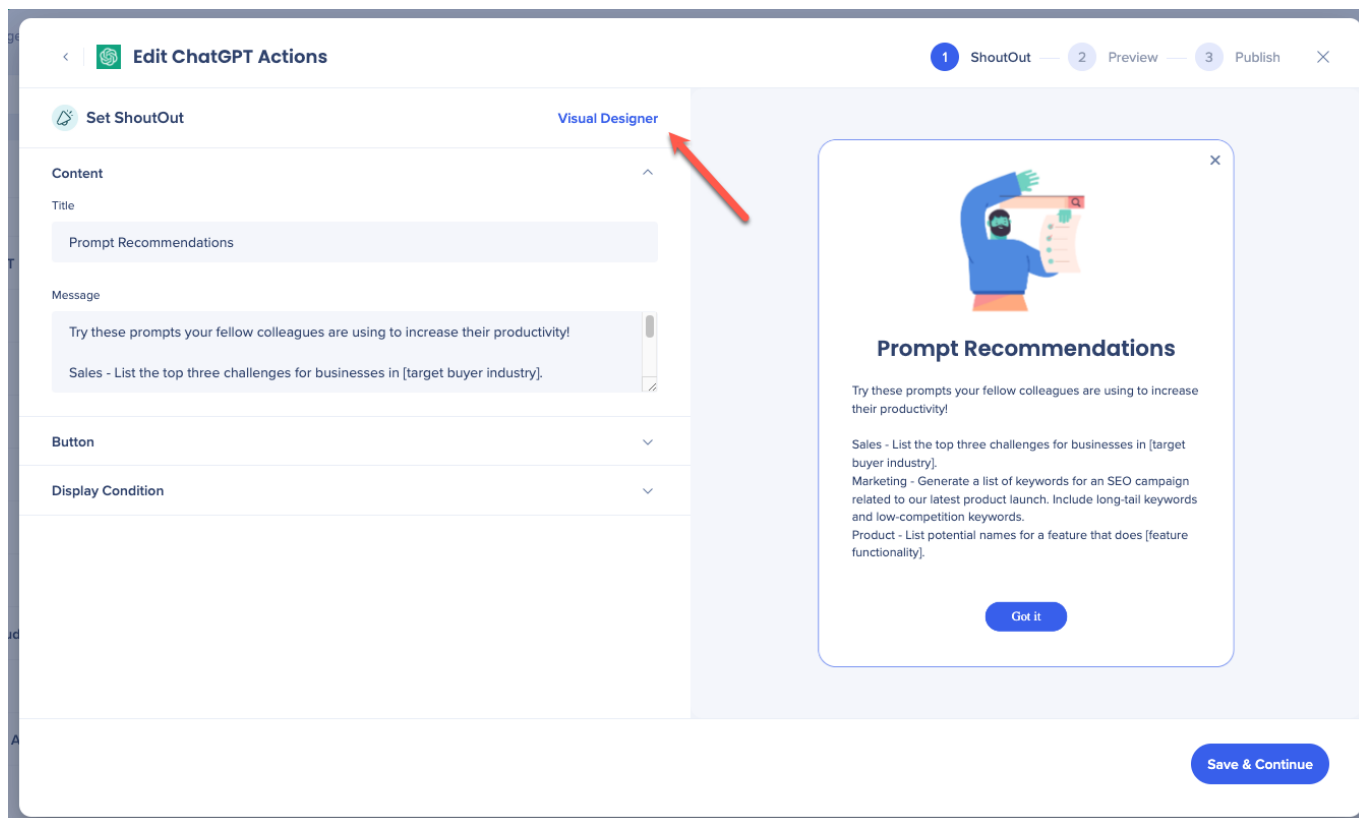 Edit ChatGPT Actions
1 ShoutOut 2 Preview 3 Publish
Set ShoutOut
Visual Designer
Content
Title
Prompt Recommendations
Message
Try these prompts your fellow colleagues are using to increase their productivity!
Sales - List the top three challenges for businesses in [target buyer industry].
Button
Display Condition
Prompt Recommendations
Try these prompts your fellow colleagues are using to increase
their productivity!
Sales - List the top three challenges for businesses in [target
buyer industry].
Marketing - Generate a list of keywords for an SEO campaign
related to our latest product launch. Include long-tail keywords
and low-competition keywords.
Product - List potential names for a feature that does [feature
functionality].
Got it
Save & Continue